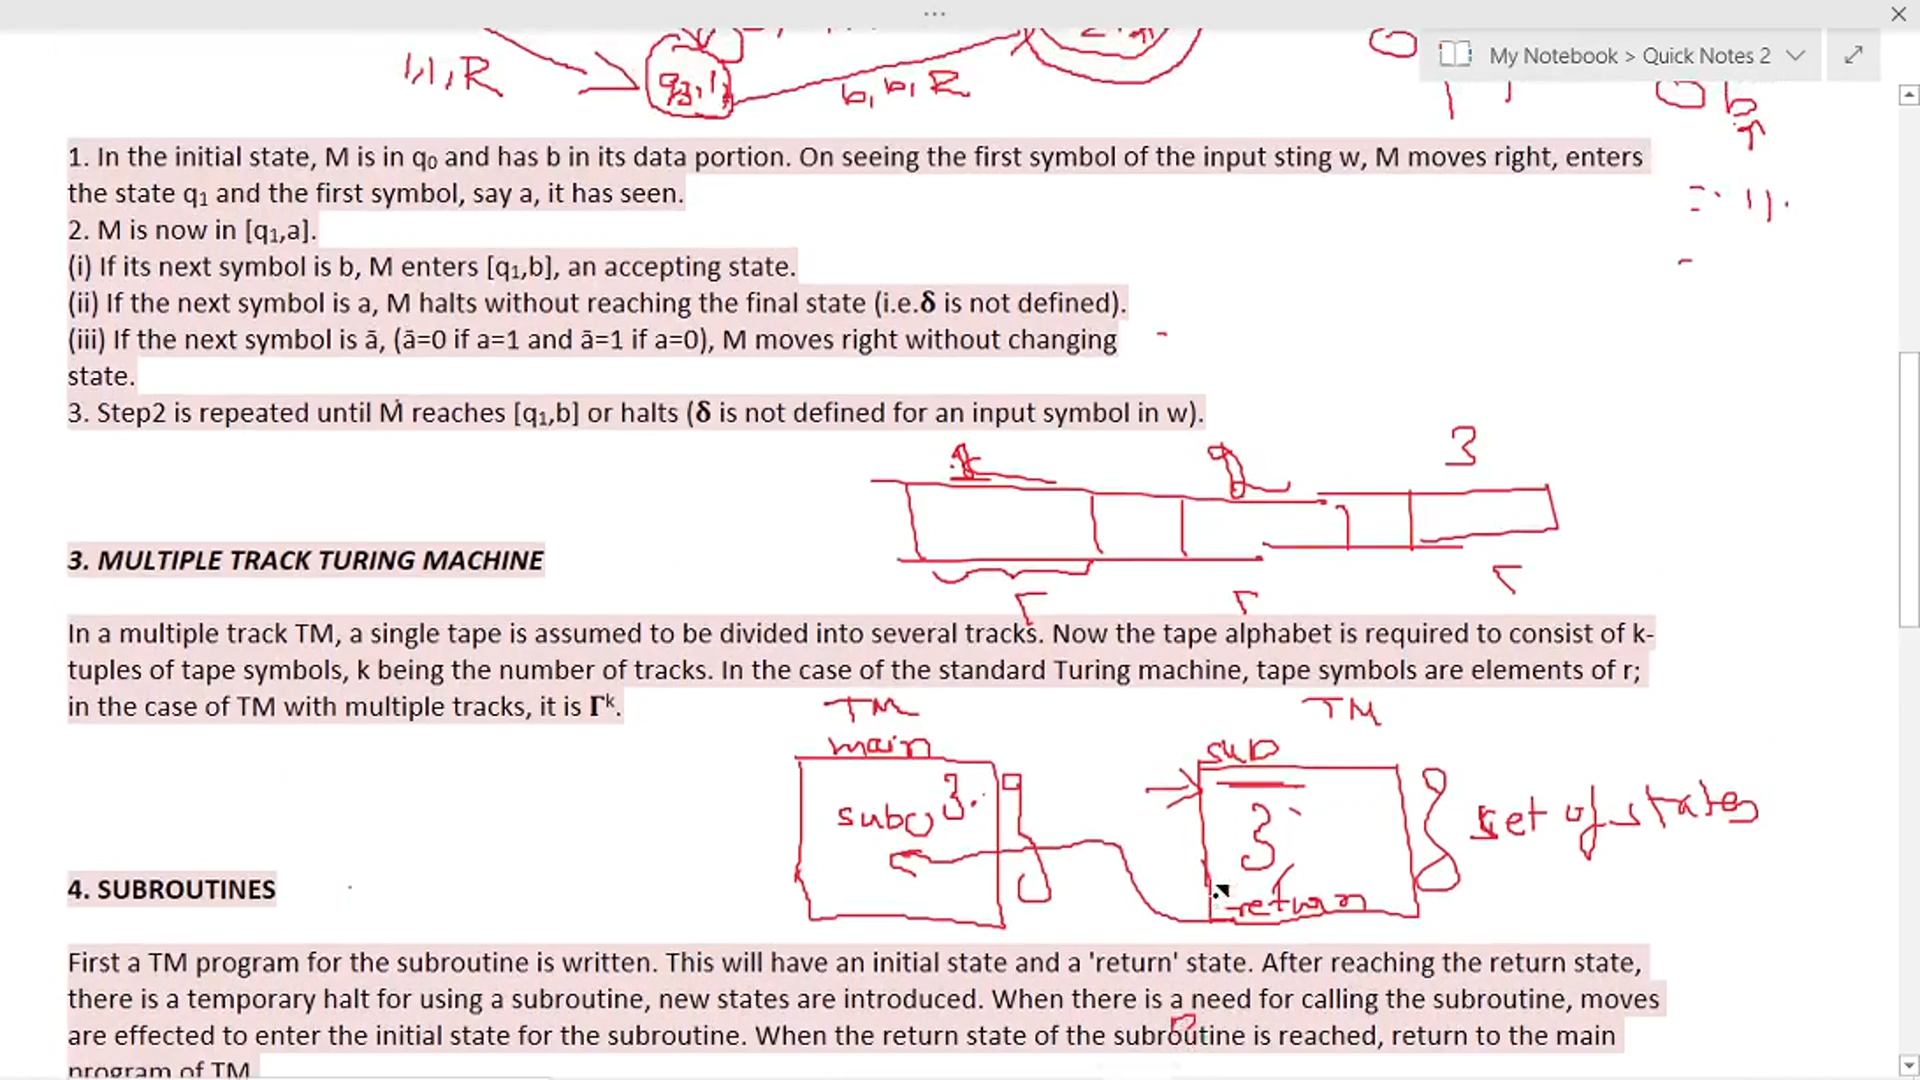 My Notebook > Quick Notes 2
1,1,R
q3,1
b,b,R
b
1. In the initial state, M is in q₀ and has b in its data portion. On seeing the first symbol of the input sting w, M moves right, enters
the state q₁ and the first symbol, say a, it has seen.
2. M is now in [q₁,a].
(i) If its next symbol is b, M enters [q₁,b], an accepting state.
(ii) If the next symbol is a, M halts without reaching the final state (i.e.δ is not defined).
(iii) If the next symbol is ā, (ā=0 if a=1 and ā=1 if a=0), M moves right without changing
state.
3. Step2 is repeated until M reaches [q₁,b] or halts (δ is not defined for an input symbol in w).
3
3. MULTIPLE TRACK TURING MACHINE
Γ Γ Γ
In a multiple track TM, a single tape is assumed to be divided into several tracks. Now the tape alphabet is required to consist of k-
tuples of tape symbols, k being the number of tracks. In the case of the standard Turing machine, tape symbols are elements of r;
in the case of TM with multiple tracks, it is Γᵏ.
TM TM
main sub
sub() 3. 3 set of states
return
4. SUBROUTINES
First a TM program for the subroutine is written. This will have an initial state and a 'return' state. After reaching the return state,
there is a temporary halt for using a subroutine, new states are introduced. When there is a need for calling the subroutine, moves
are effected to enter the initial state for the subroutine. When the return state of the subroutine is reached, return to the main
program of TM